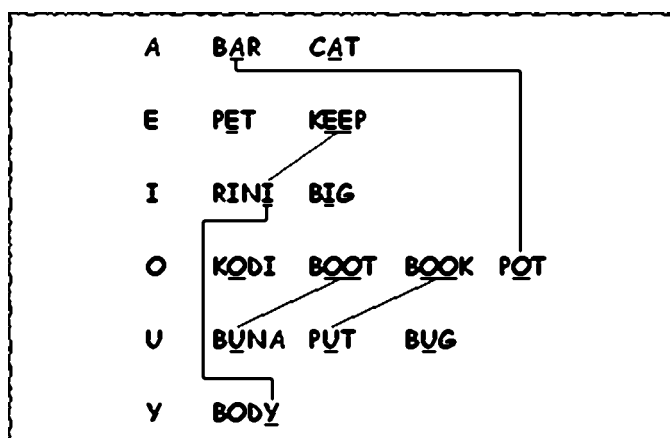 A BAR CAT
E PET KEEP
I RINI BIG
O KODI BOOT BOOK POT
U BUNA PUT BUG
Y BODY